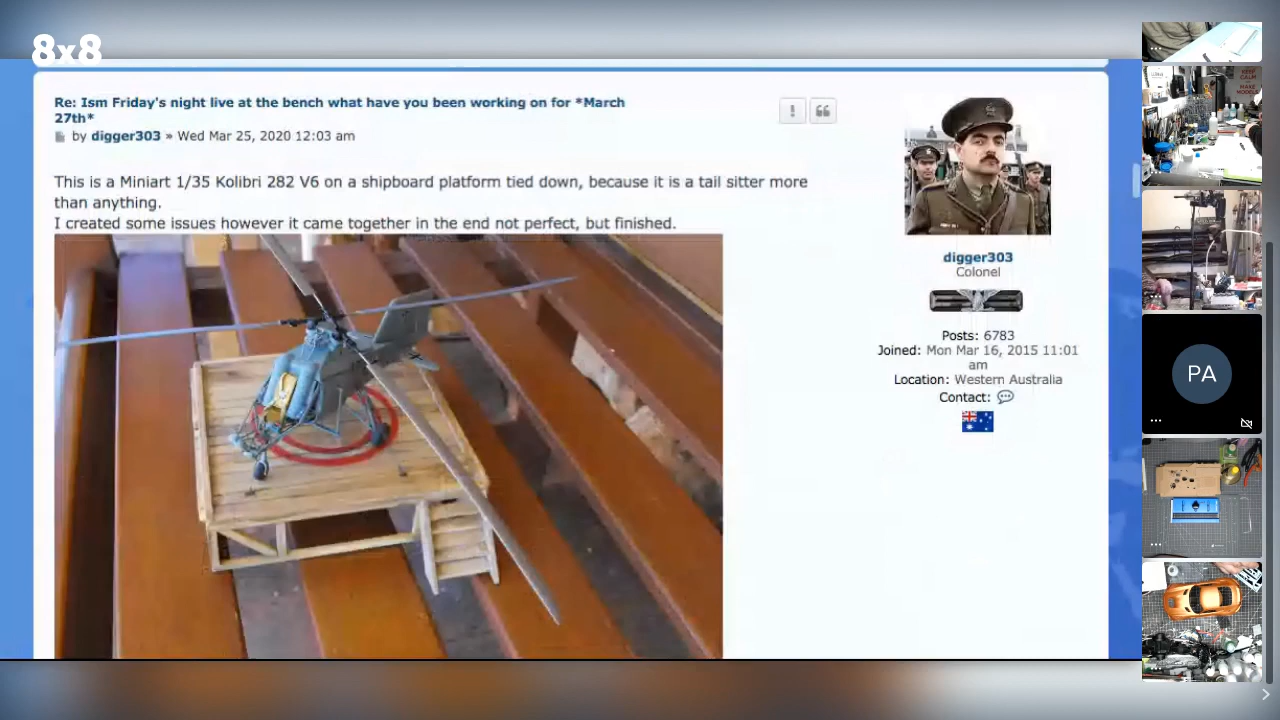 8x8
Re: Ism Friday's night live at the bench what have you been working on for *March
27th*
by digger303 » Wed Mar 25, 2020 12:03 am
This is a Miniart 1/35 Kolibri 282 V6 on a shipboard platform tied down, because it is a tail sitter more
than anything.
I created some issues however it came together in the end not perfect, but finished.
digger303
Colonel
Posts: 6783
Joined: Mon Mar 16, 2015 11:01
am
Location: Western Australia
Contact:
KEEP
CALM
MAKE
MODELS
PA